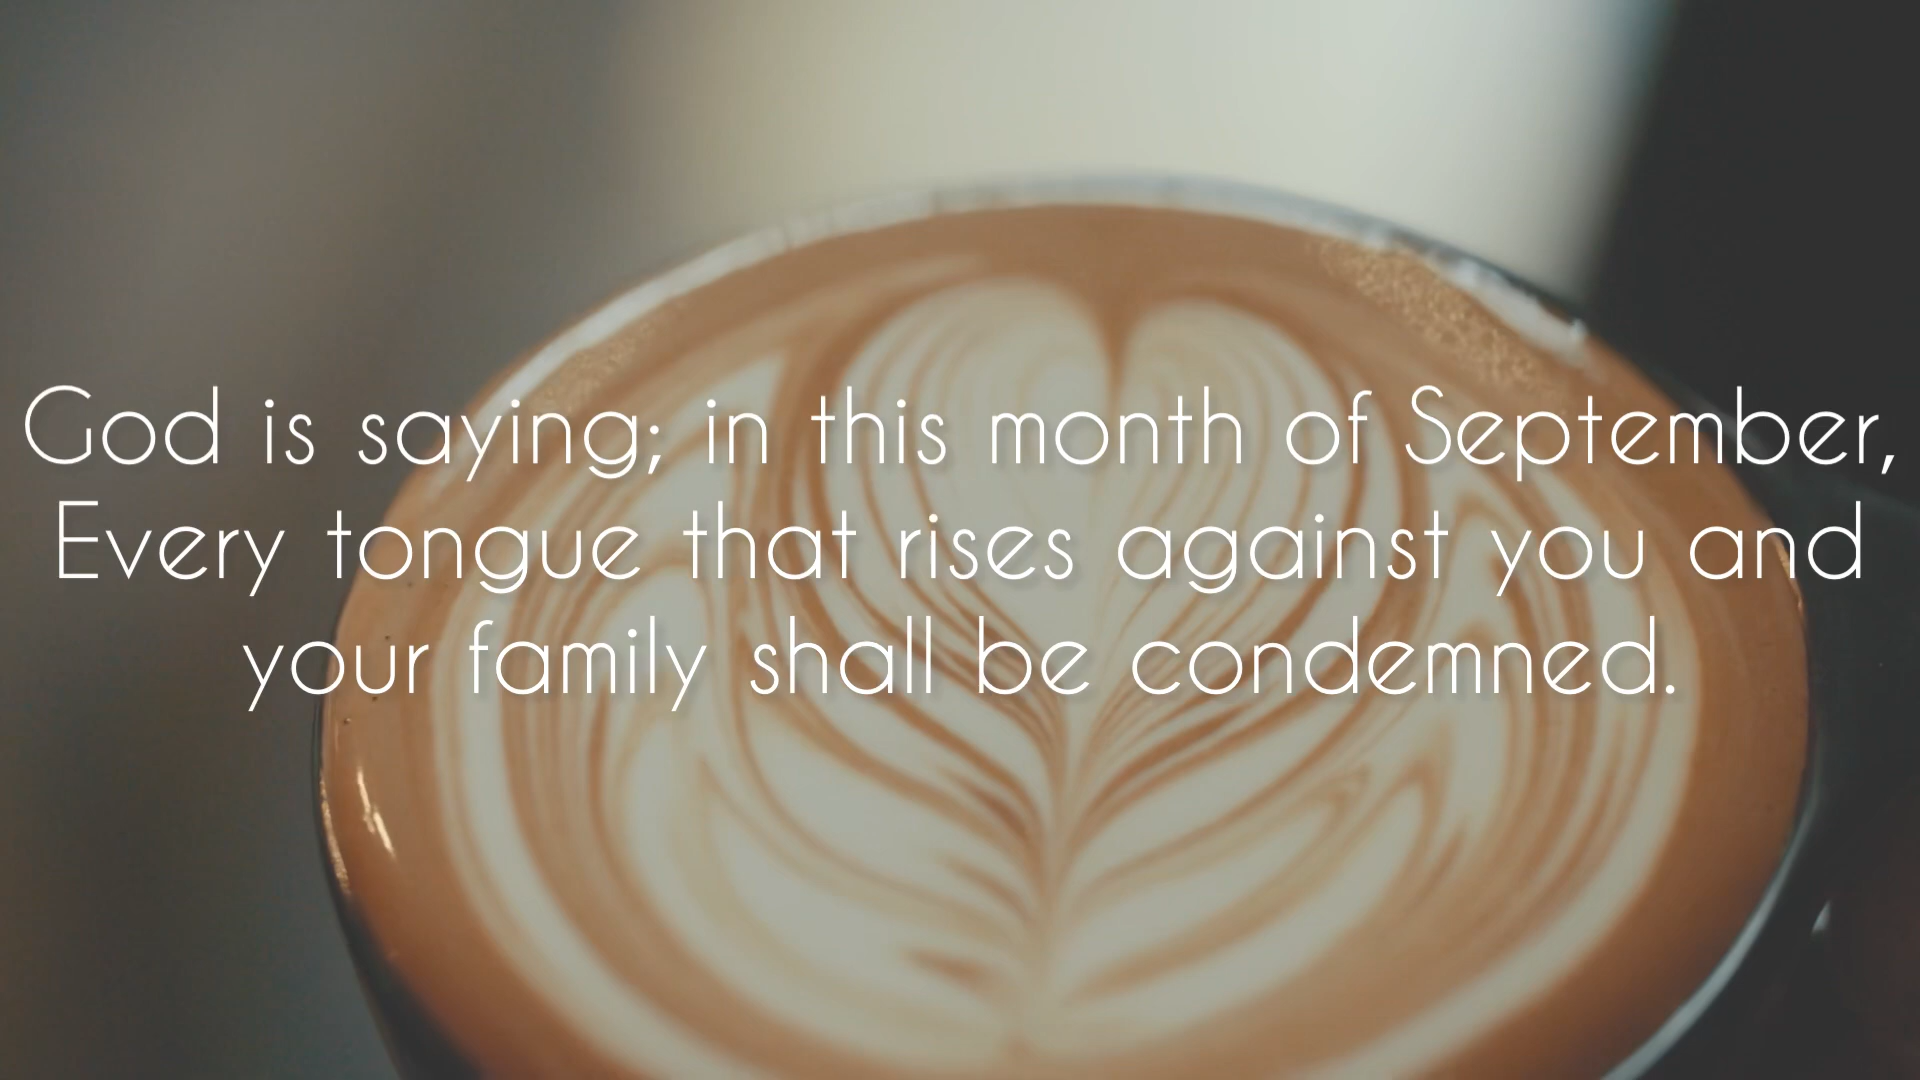 God is saying; in this month of September,
Every tongue that rises against you and
your family shall be condemned.